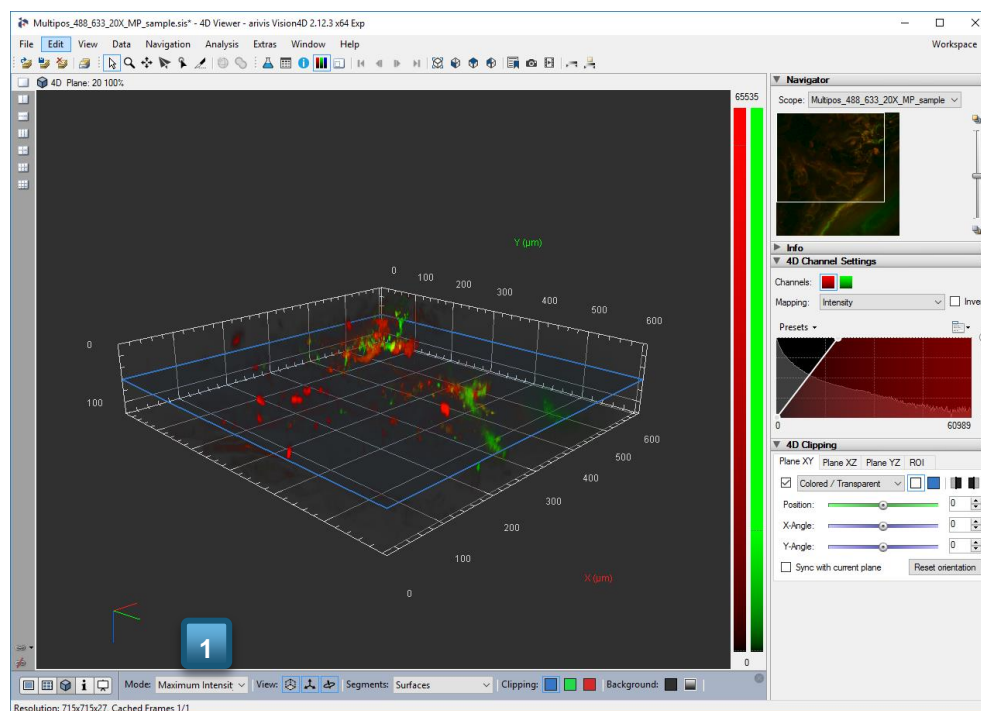 Multipos_488_633_20X_MP_sample.sis* - 4D Viewer - arivis Vision4D 2.12.3 x64 Exp
File Edit View Data Navigation Analysis Extras Window Help Workspace
4D Plane: 20 100%
65535
0
Y (µm)
0
100
200
300
400
500
600
0
100
600
500
400
300
200
100
0
X (µm)
1
Navigator
Scope: Multipos_488_633_20X_MP_sample
Info
4D Channel Settings
Channels:
Mapping: Intensity Inve
Presets
0 60989
4D Clipping
Plane XY Plane XZ Plane YZ ROI
Colored / Transparent
Position: 0
X-Angle: 0
Y-Angle: 0
Sync with current plane Reset orientation
Mode: Maximum Intensit View: Segments: Surfaces Clipping: Background:
Resolution: 715x715x27, Cached Frames 1/1